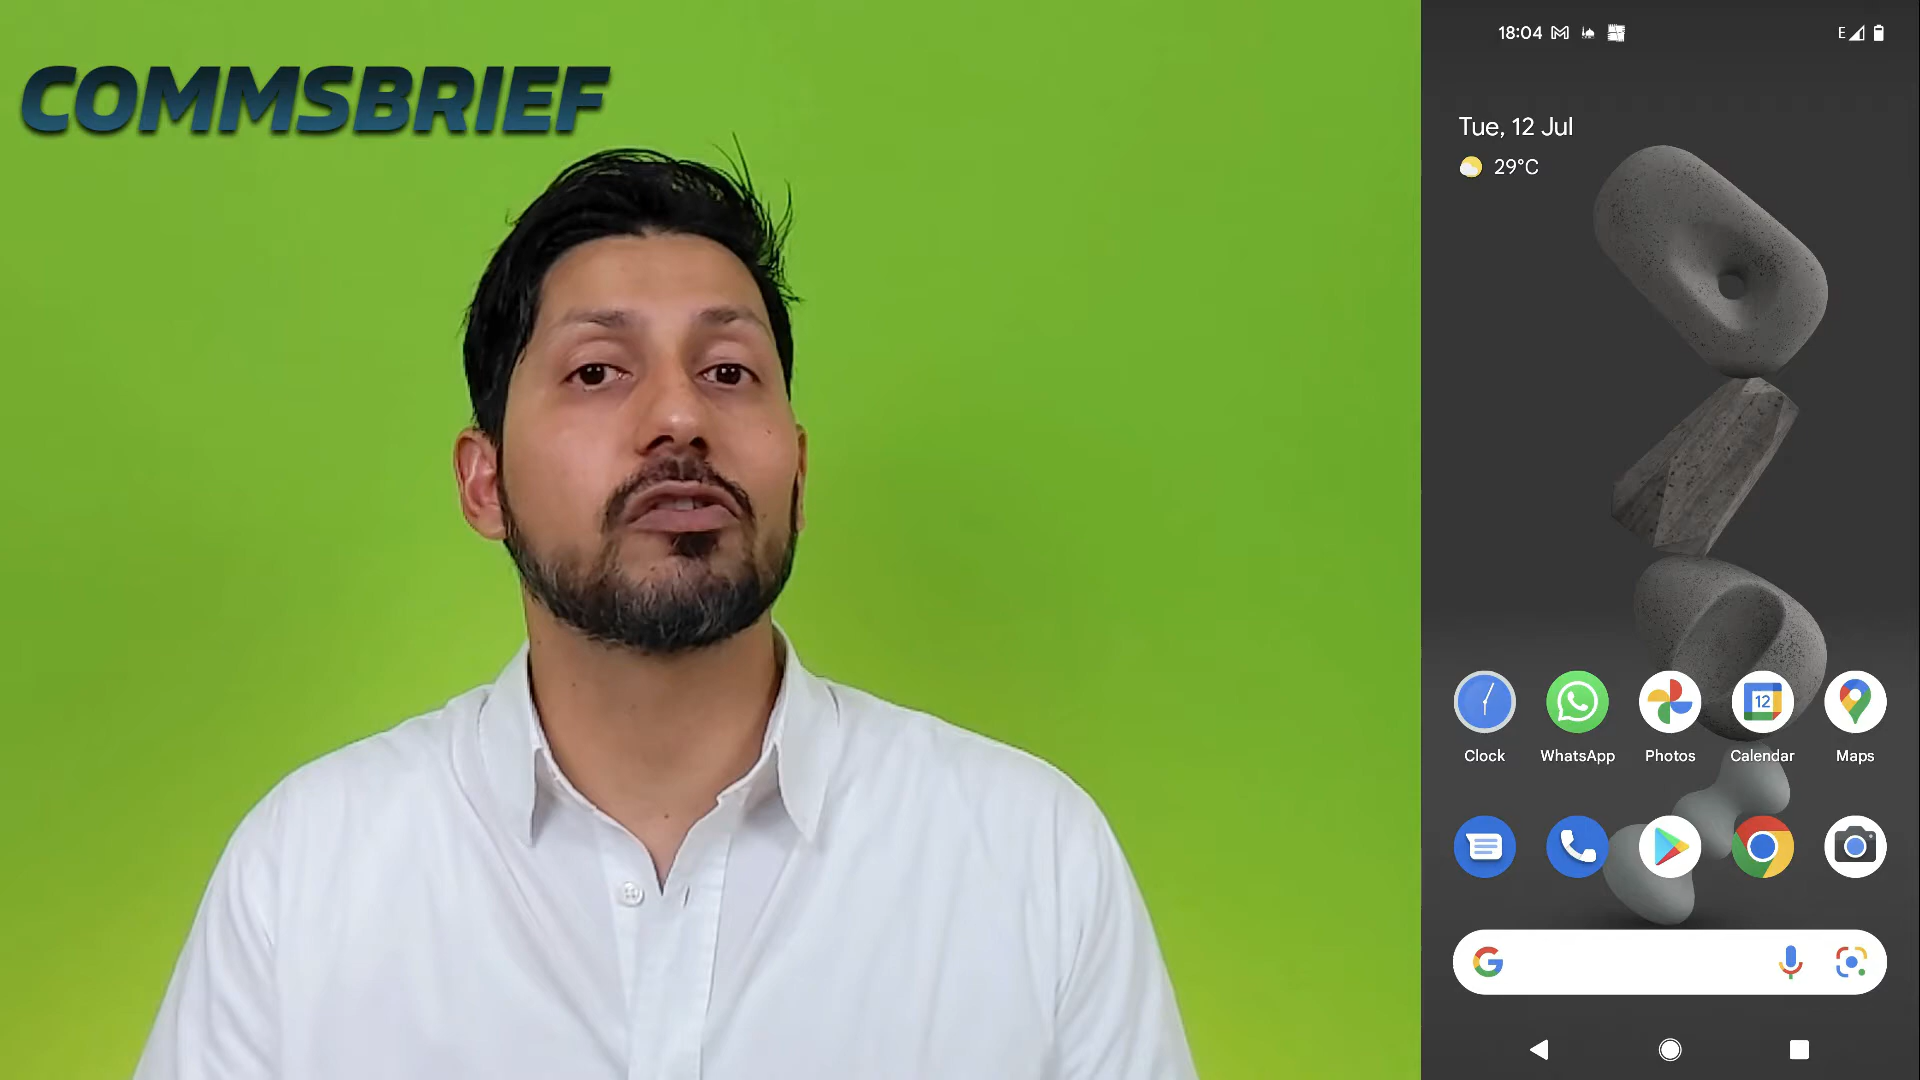 COMMSBRIEF
18:04
E
Tue, 12 Jul
29°C
12
Clock
WhatsApp
Photos
Calendar
Maps